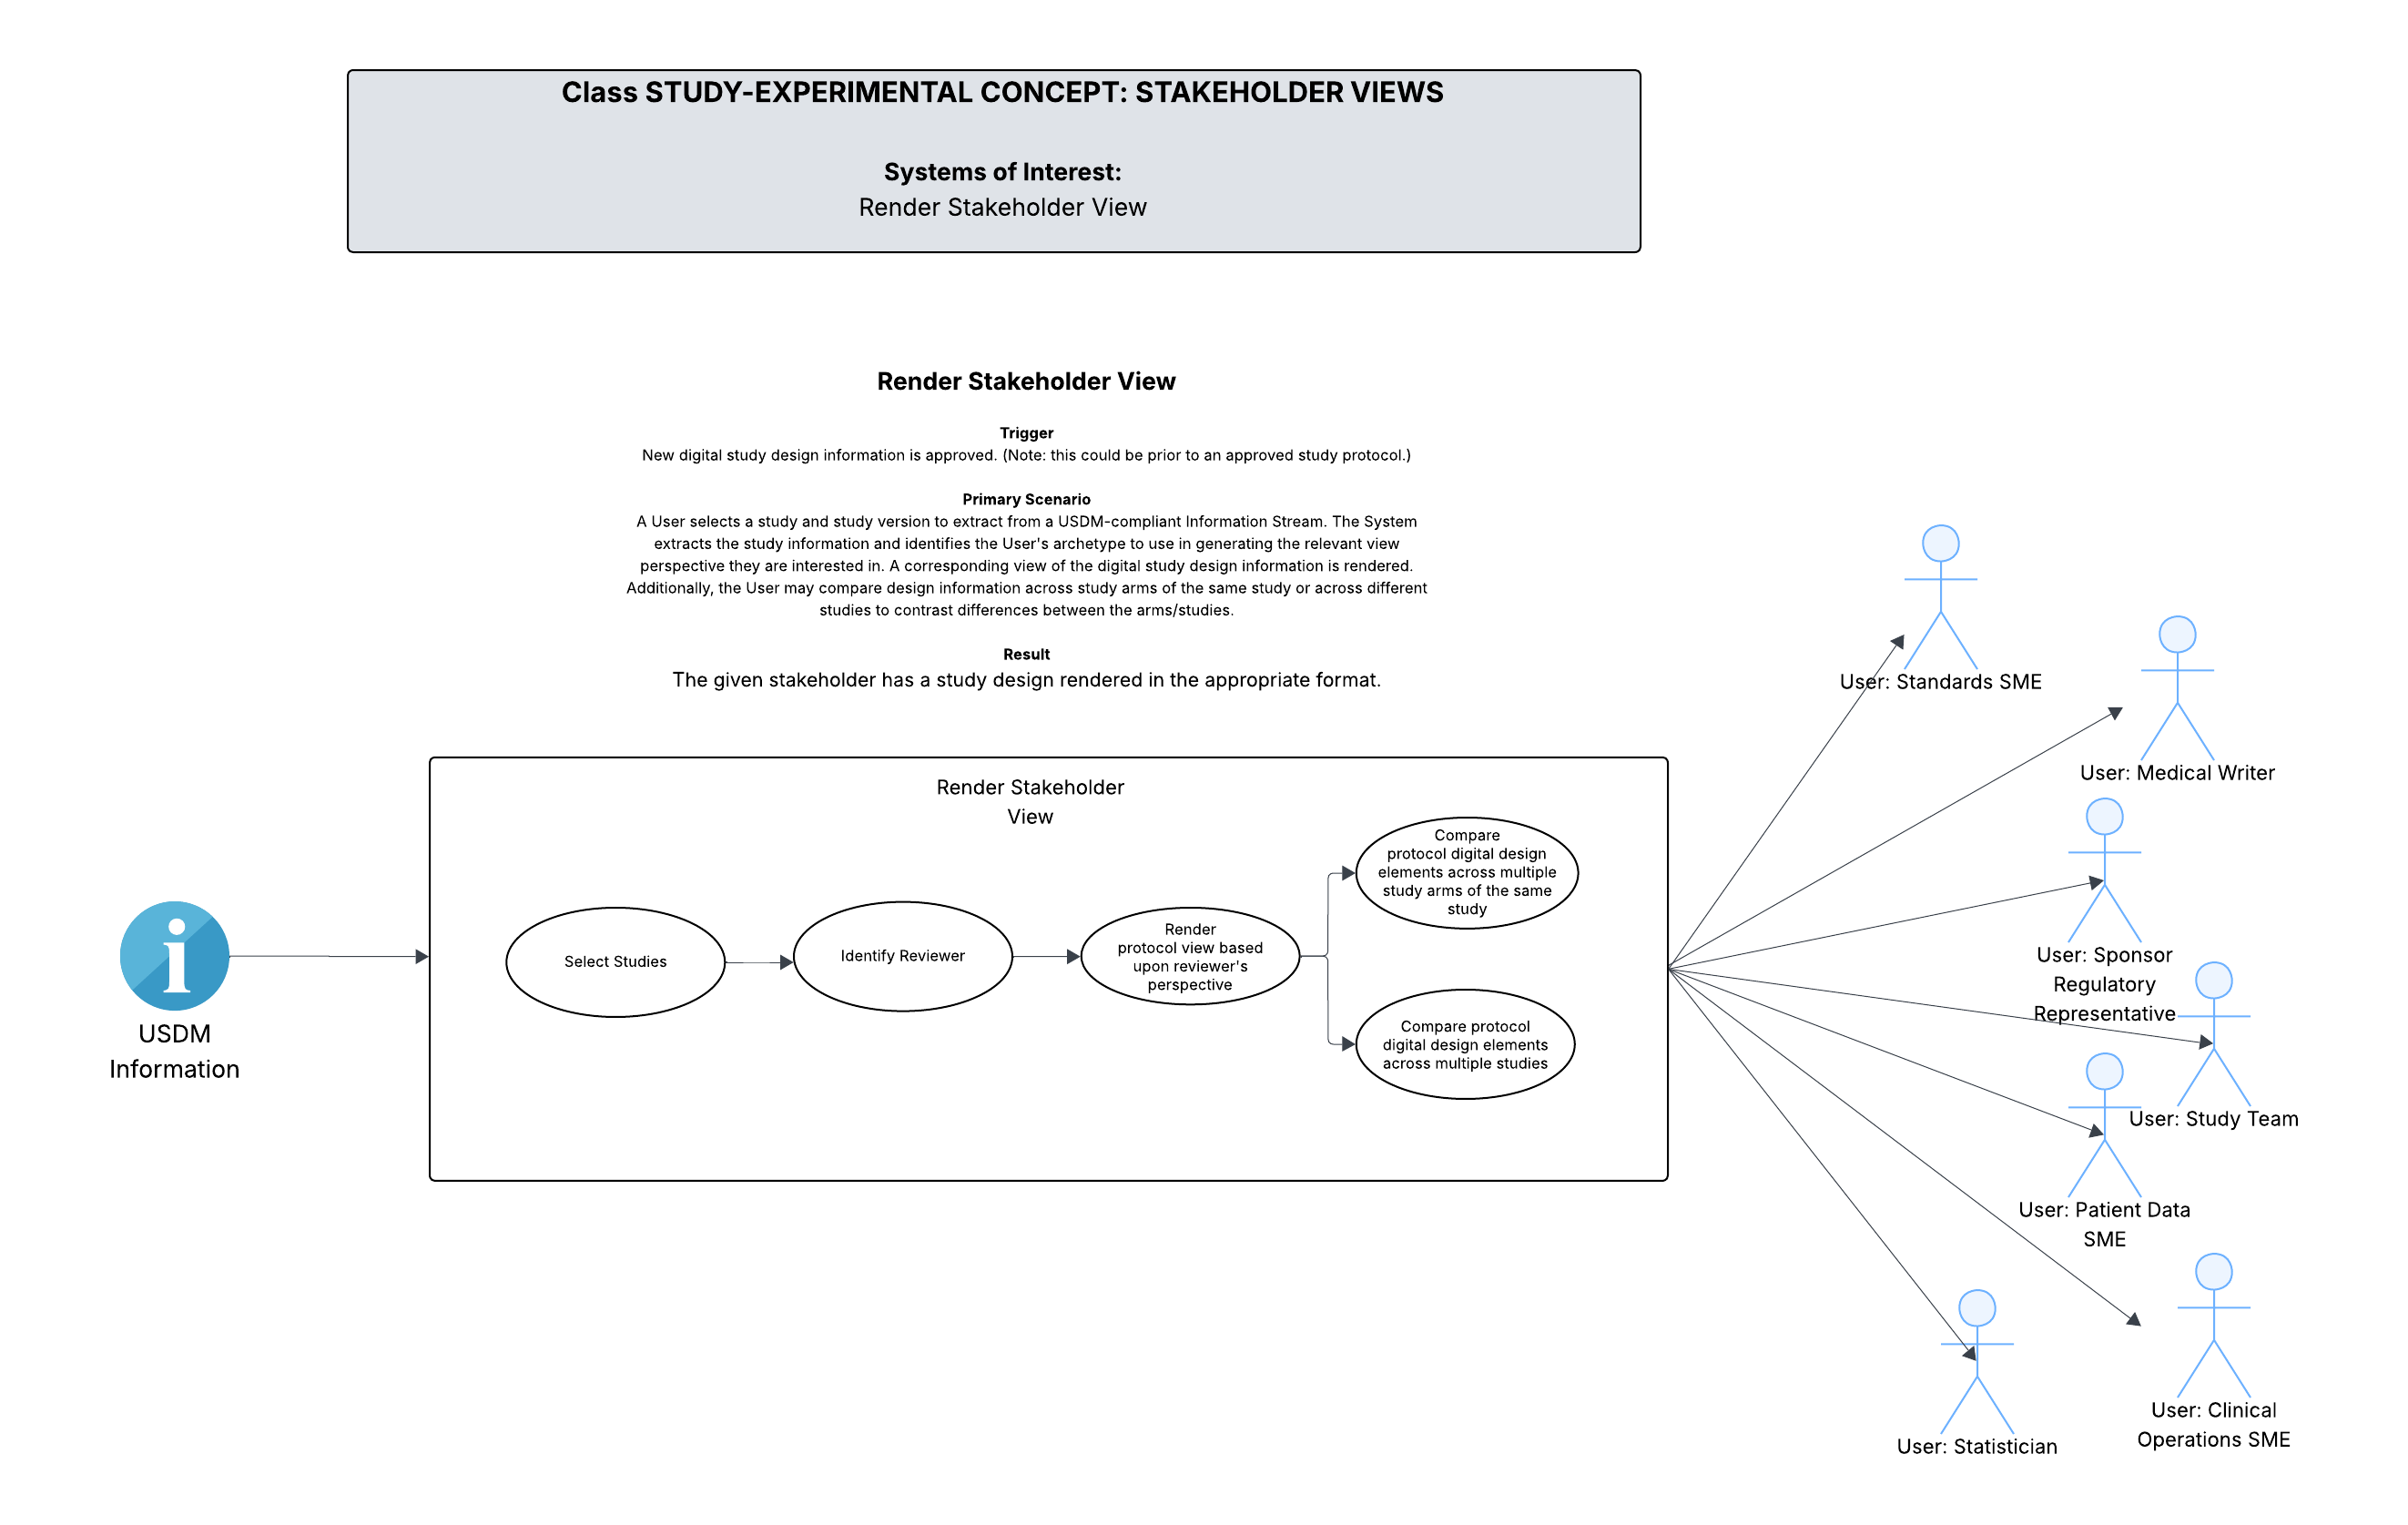 Class STUDY-EXPERIMENTAL CONCEPT: STAKEHOLDER VIEWS
Systems of Interest:
Render Stakeholder View
Render Stakeholder View
Trigger
New digital study design information is approved. (Note: this could be prior to an approved study protocol.)
Primary Scenario
A User selects a study and study version to extract from a USDM-compliant Information Stream. The System
extracts the study information and identifies the User's archetype to use in generating the relevant view
perspective they are interested in. A corresponding view of the digital study design information is rendered.
Additionally, the User may compare design information across study arms of the same study or across different
studies to contrast differences between the arms/studies.
Result
The given stakeholder has a study design rendered in the appropriate format.
USDM
Information
Render Stakeholder
View
Select Studies
Identify Reviewer
Render
protocol view based
upon reviewer's
perspective
Compare
protocol digital design
elements across multiple
study arms of the same
study
Compare protocol
digital design elements
across multiple studies
User: Standards SME
User: Medical Writer
User: Sponsor
Regulatory
Representative
User: Study Team
User: Patient Data
SME
User: Clinical
Operations SME
User: Statistician